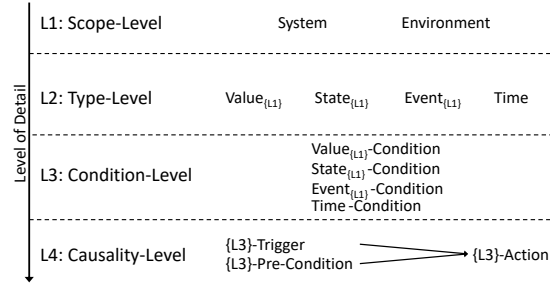 L1: Scope-Level System Environment
L2: Type-Level Value{L1} State{L1} Event{L1} Time
L3: Condition-Level
Value{L1}-Condition
State{L1}-Condition
Event{L1}-Condition
Time-Condition
L4: Causality-Level
{L3}-Trigger
{L3}-Pre-Condition
{L3}-Action
Level of Detail